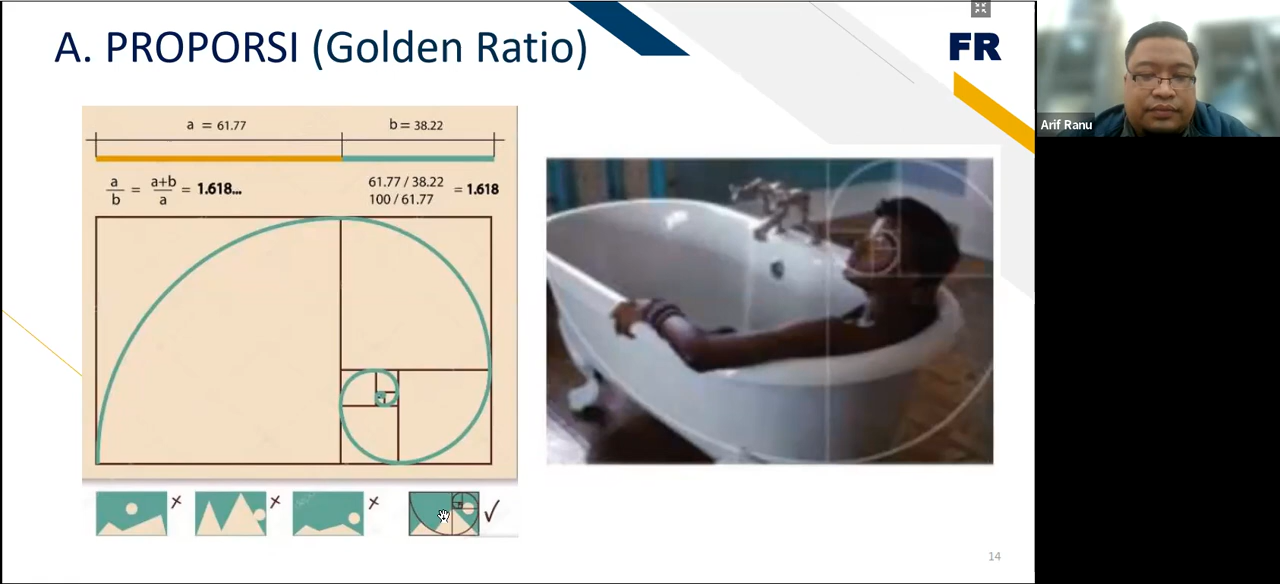 A. PROPORSI (Golden Ratio)
FR
Arif Ranu
a = 61.77
b = 38.22
a/b = a+b/a = 1.618...
61.77 / 38.22
100 / 61.77
= 1.618
14